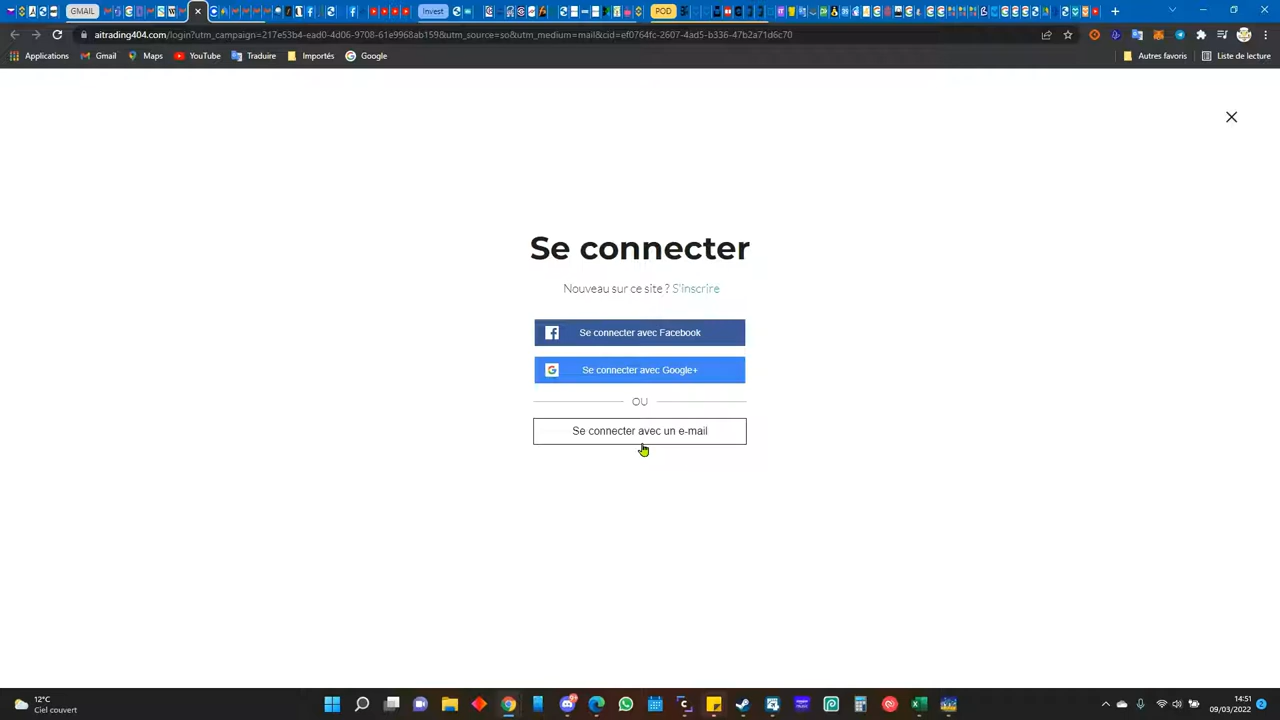 GMAIL
Invest
POD
aitrading404.com/login?utm_campaign=217e53b4-ead0-4d06-9708-61e9968ab159&utm_source=so&utm_medium=mail&cid=ef0764fc-2607-4ad5-b336-47b2a71d6c70
Applications
Gmail
Maps
YouTube
Traduire
Importés
Google
Autres favoris
Liste de lecture
Se connecter
Nouveau sur ce site ? S'inscrire
Se connecter avec Facebook
Se connecter avec Google+
OU
Se connecter avec un e-mail
12°C
Ciel couvert
14:51
09/03/2022